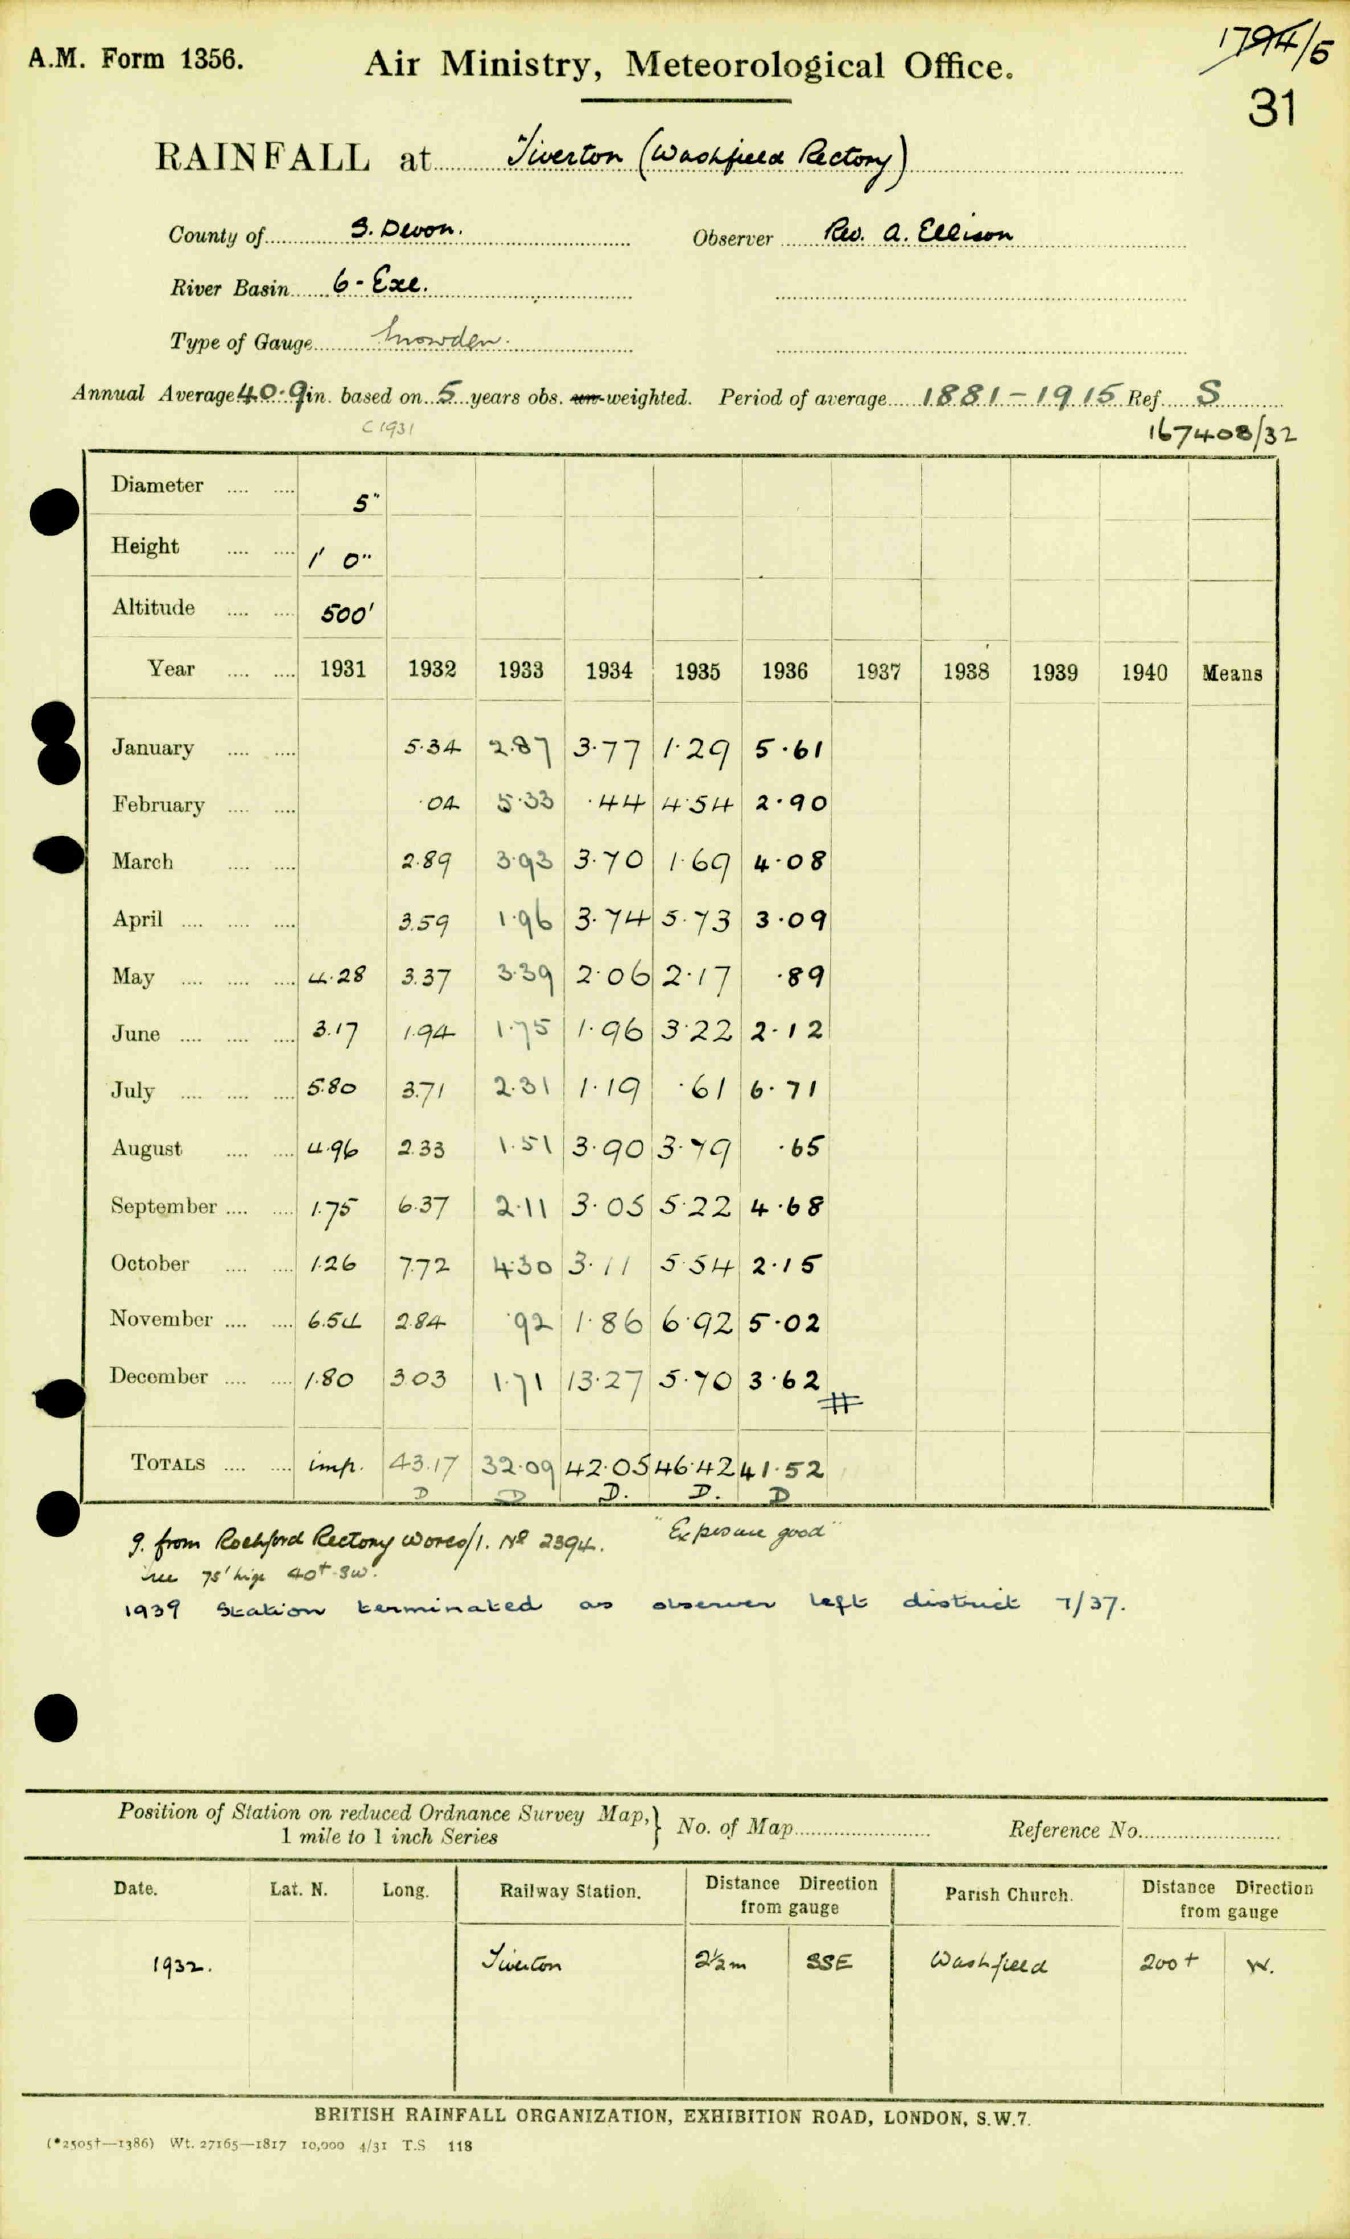 A.M. Form 1356.
Air Ministry, Meteorological Office.
1794/5
31
RAINFALL at Tiverton (Washfield Rectory)
County of S. Devon. Observer Rev. A. Ellison
River Basin 6 - Exe.
Type of Gauge Snowden.
Annual Average 40.9 in. based on 5 years obs. un-weighted. Period of average 1881-1915 Ref. S
C 1931
167408/32
Diameter 5"
Height 1' 0"
Altitude 500'
Year 1931 1932 1933 1934 1935 1936 1937 1938 1939 1940 Means
January 5.34 2.87 3.77 1.29 5.61
February .04 5.33 .44 4.54 2.90
March 2.89 3.93 3.70 1.69 4.08
April 3.59 1.96 3.74 5.73 3.09
May 4.28 3.37 3.39 2.06 2.17 .89
June 3.17 1.94 1.75 1.96 3.22 2.12
July 5.80 3.71 2.31 1.19 .61 6.71
August 4.96 2.33 1.51 3.90 3.79 .65
September 1.75 6.37 2.11 3.05 5.22 4.68
October 1.26 7.72 4.30 3.11 5.54 2.15
November 6.54 2.84 .92 1.86 6.92 5.02
December 1.80 3.03 1.71 13.27 5.70 3.62
TOTALS imp. 43.17 32.09 42.05 46.42 41.52
D D D. D. D
g. from Rochford Rectory Worcs/1. No 2394. "Exposure good"
Tree 75' high 40+ SW.
1939 Station terminated as observer left district 7/37.
Position of Station on reduced Ordnance Survey Map, 1 mile to 1 inch Series } No. of Map Reference No.
Date. Lat. N. Long. Railway Station. Distance Direction from gauge Parish Church. Distance Direction from gauge
1932. Tiverton 2½m SSE Washfield 200+ W.
BRITISH RAINFALL ORGANIZATION, EXHIBITION ROAD, LONDON, S.W.7.
(*2505†—1386) Wt. 27165—1817 10,000 4/31 T.S 118